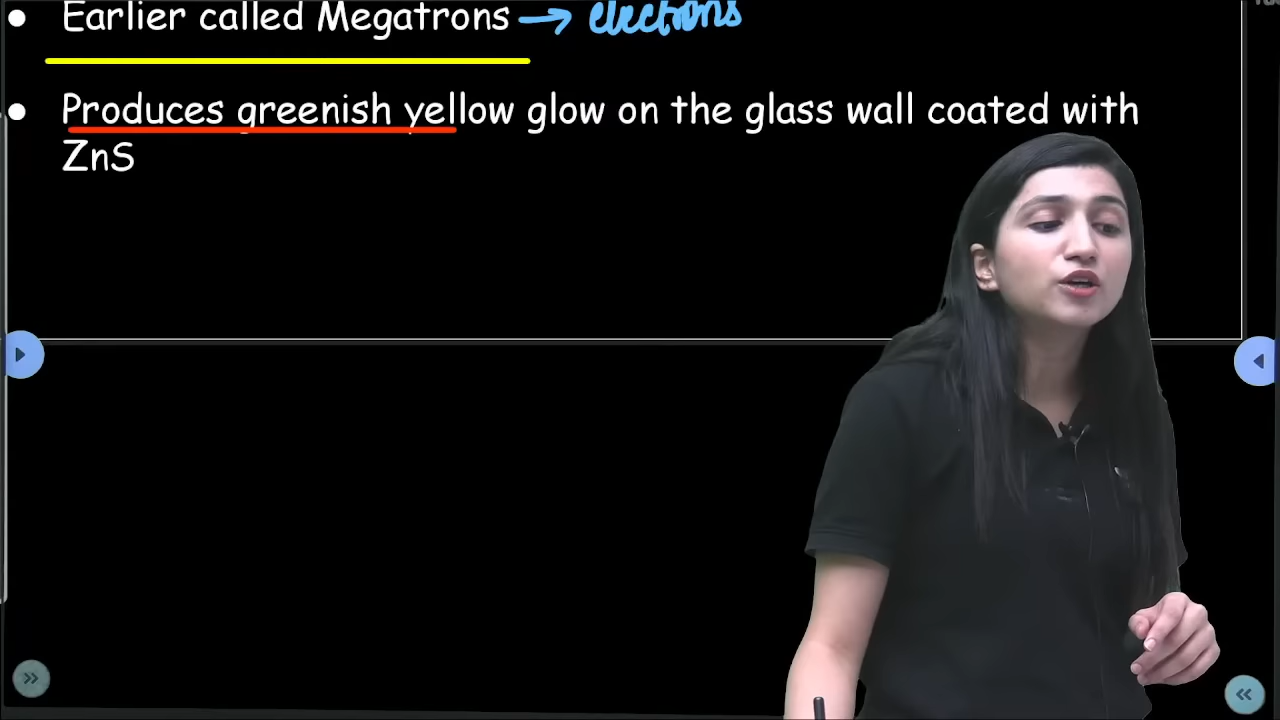 Earlier called Megatrons → electrons
Produces greenish yellow glow on the glass wall coated with
ZnS